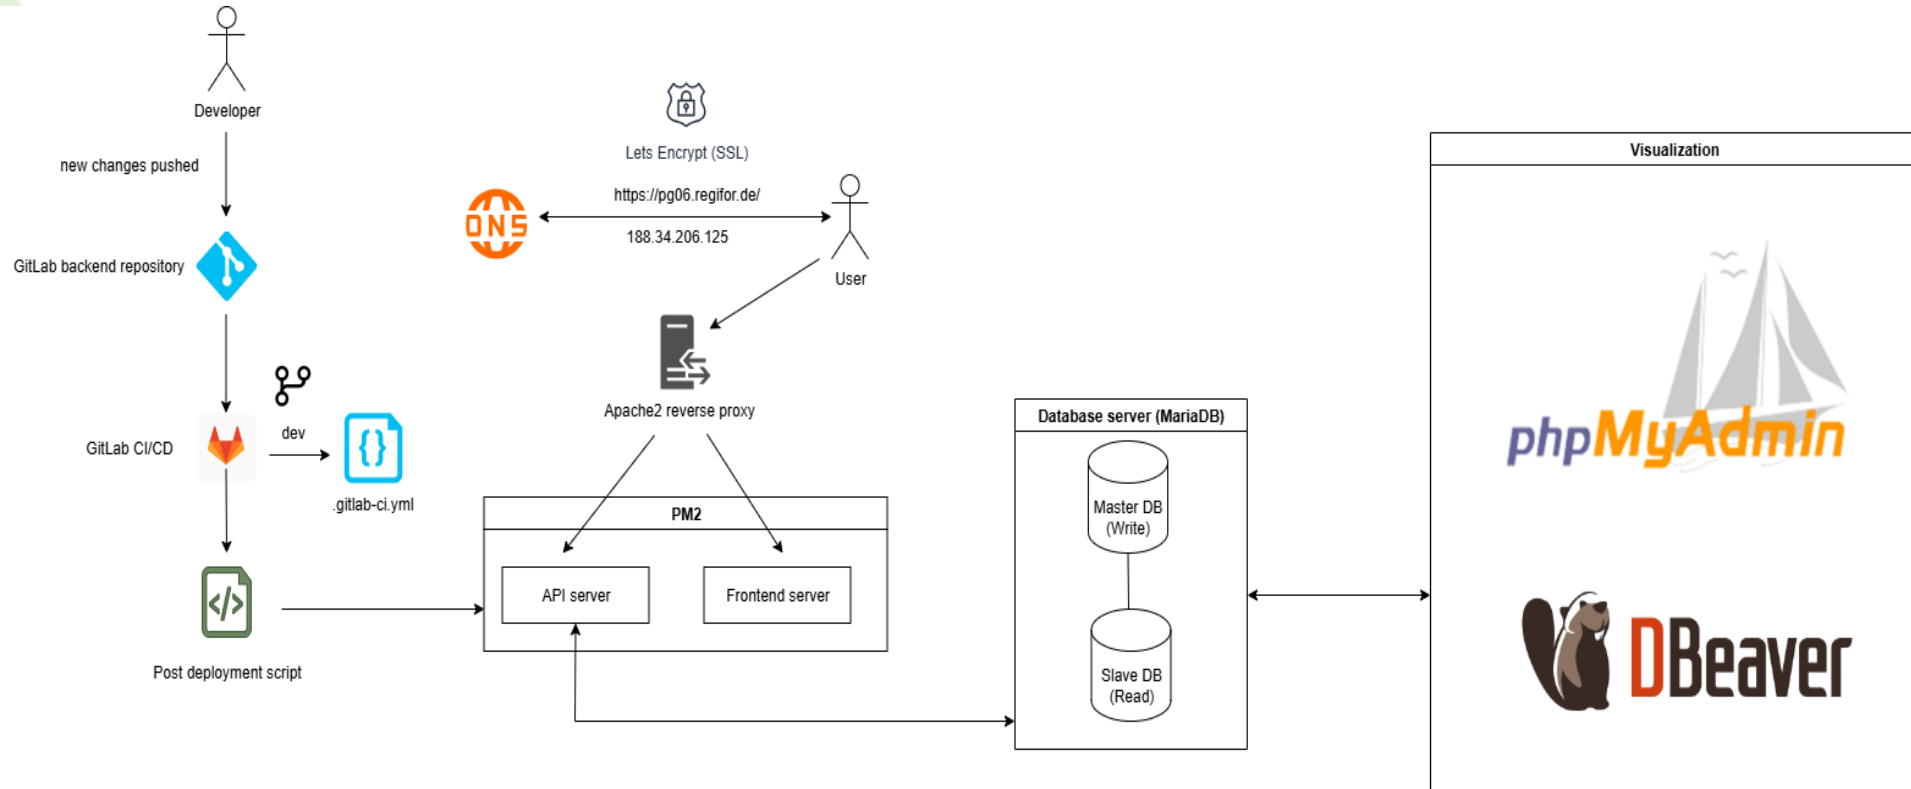 Developer
new changes pushed
GitLab backend repository
GitLab CI/CD
dev
.gitlab-ci.yml
Post deployment script
Lets Encrypt (SSL)
https://pg06.regifor.de/
188.34.206.125
DNS
User
Apache2 reverse proxy
PM2
API server
Frontend server
Database server (MariaDB)
Master DB
(Write)
Slave DB
(Read)
Visualization
phpMyAdmin
DBeaver